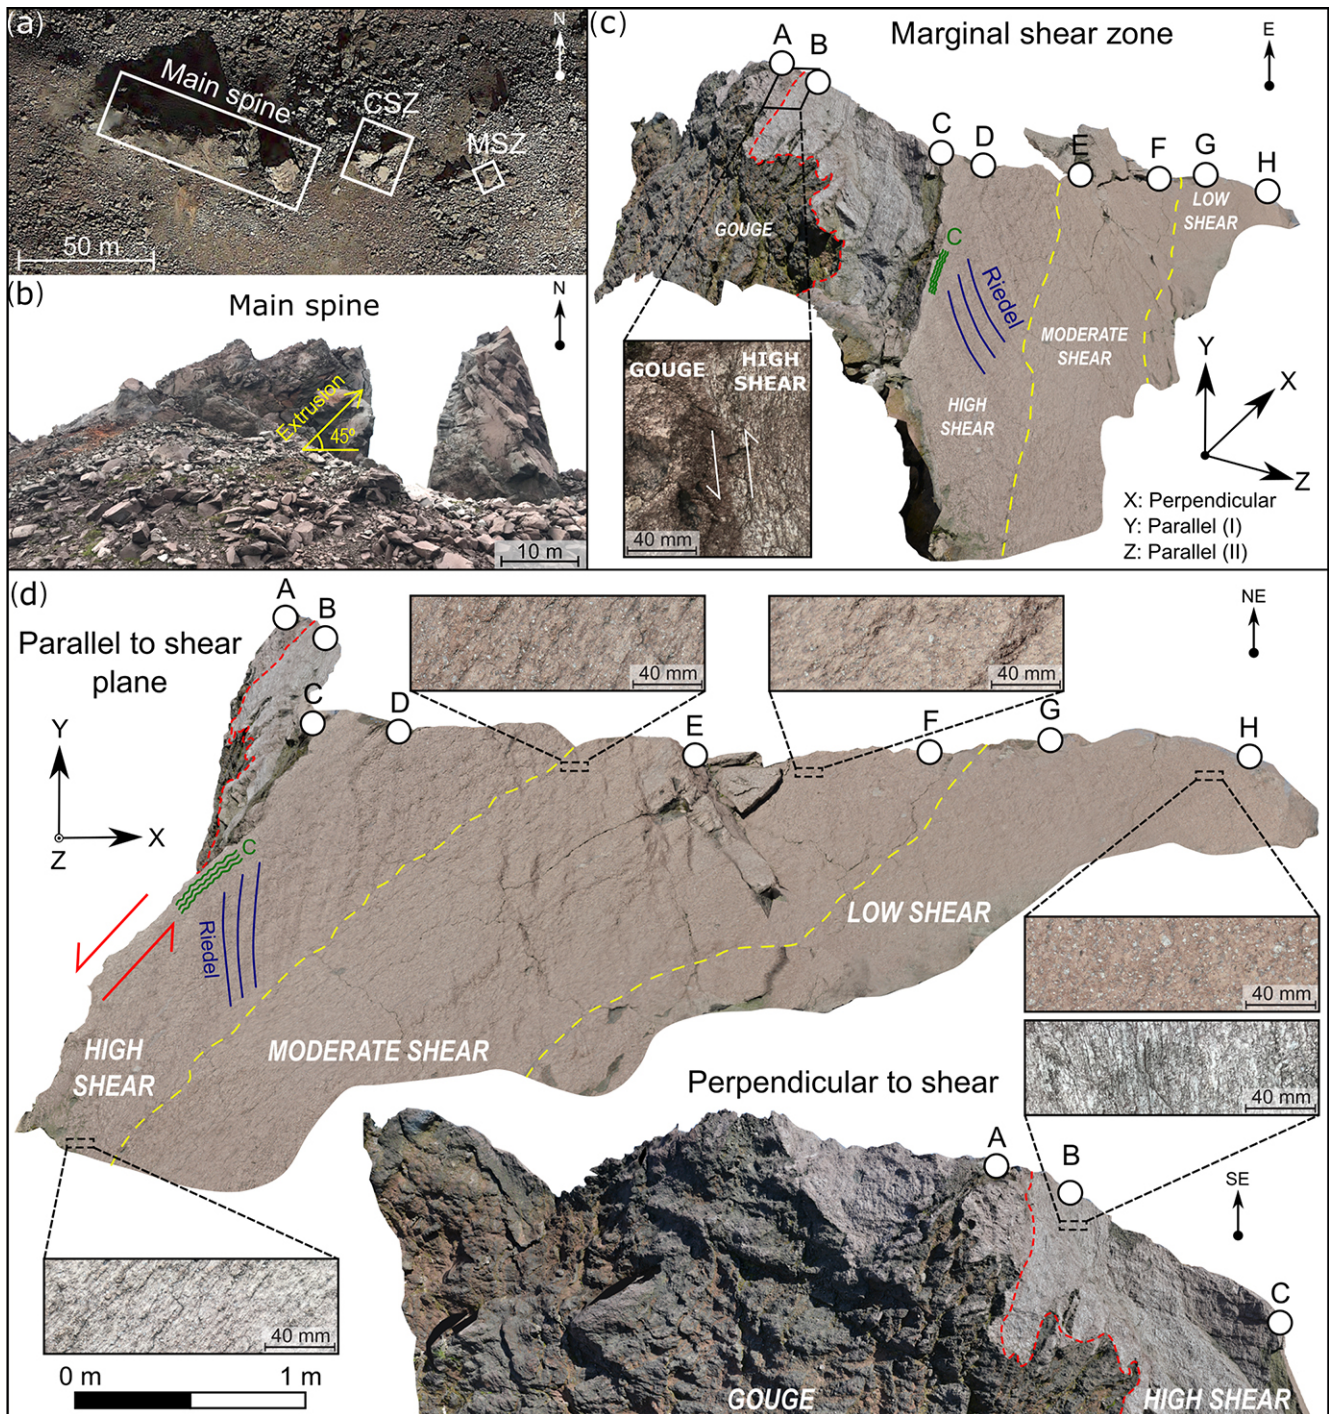 (a)
N
Main spine
CSZ
MSZ
50 m
(b)
Main spine
N
Extrusion
45º
10 m
(c)
Marginal shear zone
E
A
B
C
D
E
F
G
H
GOUGE
C
Riedel
LOW
SHEAR
MODERATE
SHEAR
HIGH
SHEAR
GOUGE
HIGH
SHEAR
40 mm
Y
X
Z
X: Perpendicular
Y: Parallel (I)
Z: Parallel (II)
(d)
Parallel to shear
plane
A
B
C
D
E
F
G
H
40 mm
40 mm
NE
Y
X
Z
C
Riedel
LOW SHEAR
MODERATE SHEAR
HIGH
SHEAR
40 mm
40 mm
Perpendicular to shear
A
B
C
SE
40 mm
0 m
1 m
GOUGE
HIGH SHEAR